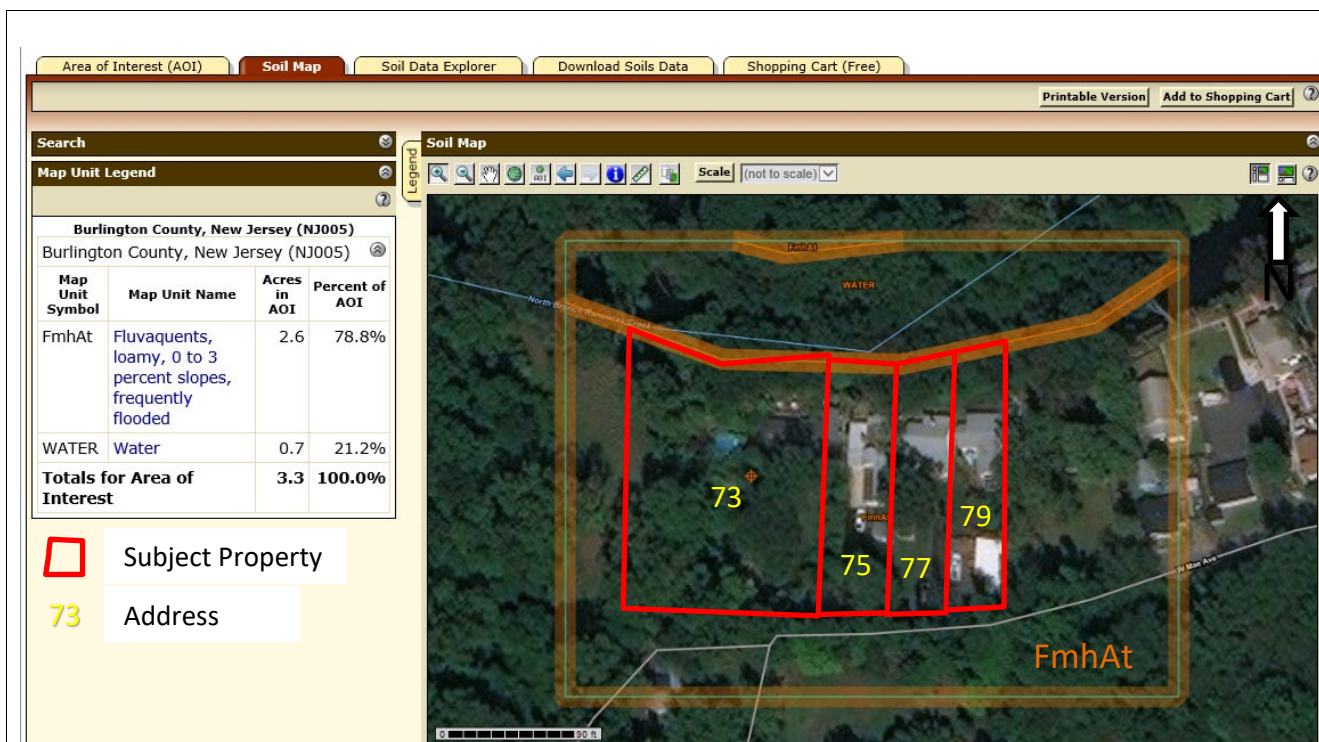 Area of Interest (AOI)
Soil Map
Soil Data Explorer
Download Soils Data
Shopping Cart (Free)
Printable Version
Add to Shopping Cart
?
Search
Map Unit Legend
?
Burlington County, New Jersey (NJ005)
Burlington County, New Jersey (NJ005)
Map Unit Symbol
Map Unit Name
Acres in AOI
Percent of AOI
FmhAt
Fluvaquents,
loamy, 0 to 3
percent slopes,
frequently
flooded
2.6
78.8%
WATER
Water
0.7
21.2%
Totals for Area of
Interest
3.3
100.0%
Subject Property
73
Address
Legend
Soil Map
AOI
i
Scale
(not to scale)
?
N
FmhAt
WATER
North Branch Rancocas Creek
73
FmhAt
75
77
79
W Mae Ave
FmhAt
0
90 ft